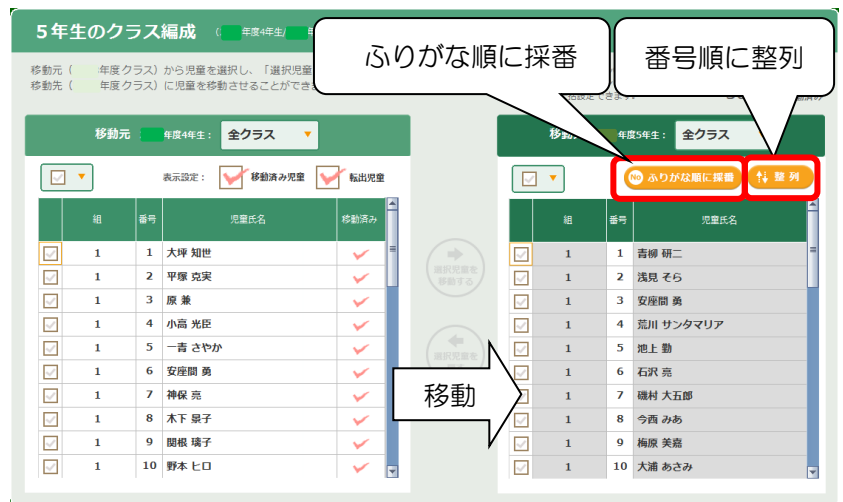 5年生のクラス編成
年度4年生/
ふりがな順に採番
番号順に整列
移動元（　年度クラス）から児童を選択し、「選択児童
移動先（　年度クラス）に児童を移動させることができ
移動元　年度4年生：　全クラス
年度5年生：　全クラス
表示設定：　移動済み児童　転出児童
No ふりがな順に採番　整 列
組　番号　児童氏名　移動済み
1　1　大坪 知世
1　2　平塚 克実
1　3　原 兼
1　4　小高 光臣
1　5　一青 さやか
1　6　安座間 勇
1　7　神保 亮
1　8　木下 景子
1　9　関根 璃子
1　10　野本 ヒロ
選択児童を
移動する
選択児童を
移動
組　番号　児童氏名
1　1　青柳 研二
1　2　浅見 そら
1　3　安座間 勇
1　4　荒川 サンタマリア
1　5　池上 勤
1　6　石沢 亮
1　7　磯村 大五郎
1　8　今西 みあ
1　9　梅原 美嘉
1　10　大浦 あさみ